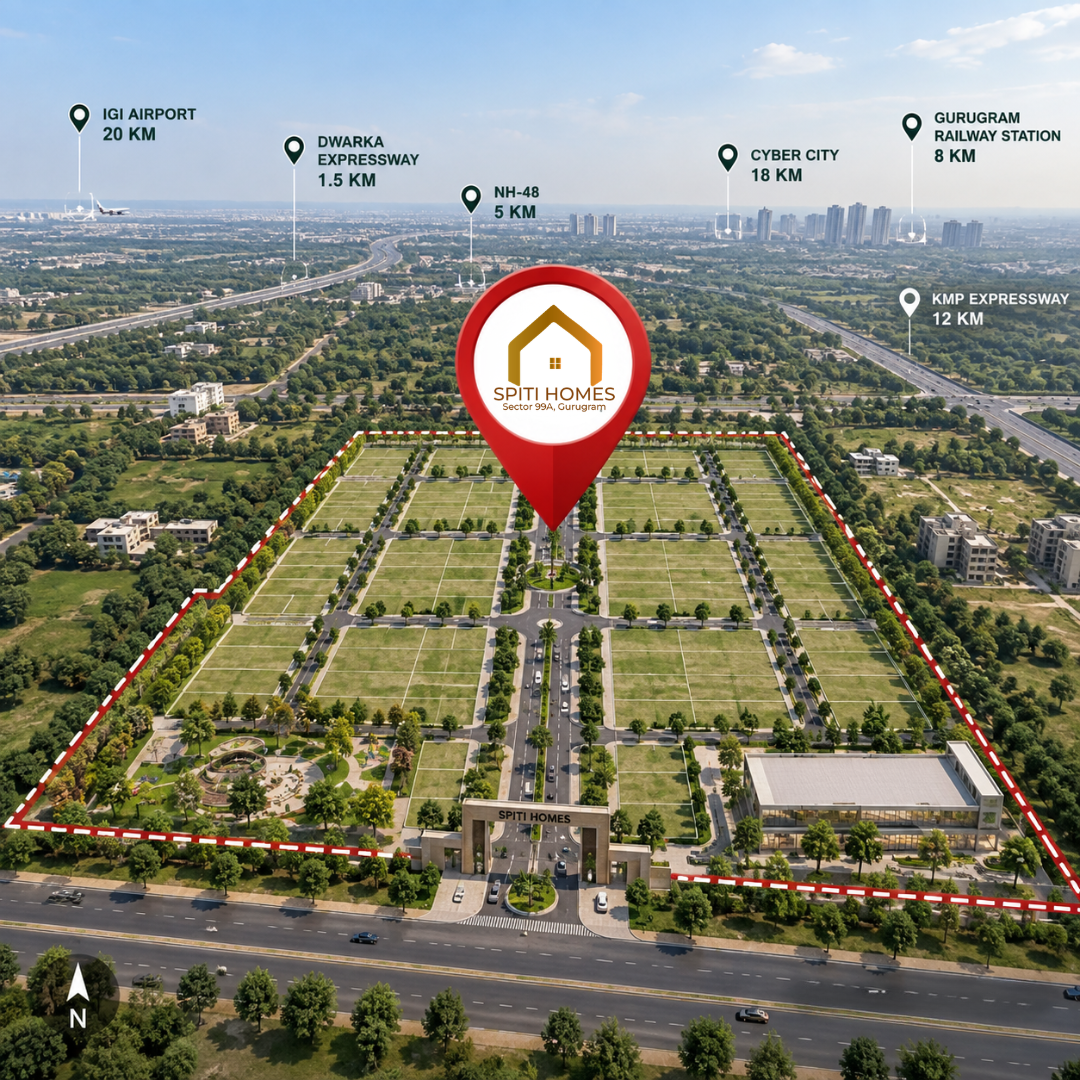 IGI AIRPORT
20 KM
DWARKA
EXPRESSWAY
1.5 KM
NH-48
5 KM
CYBER CITY
18 KM
GURUGRAM
RAILWAY STATION
8 KM
KMP EXPRESSWAY
12 KM
SPITI HOMES
Sector 99A, Gurugram
SPITI HOMES
N